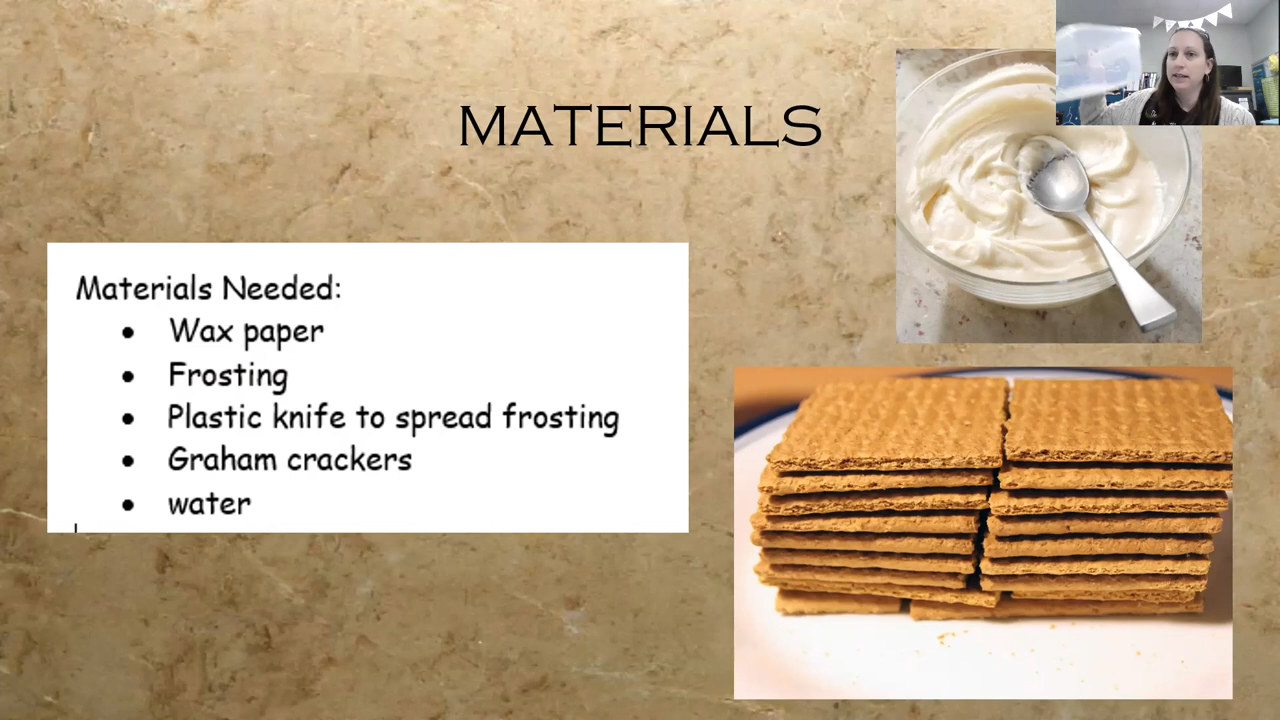 MATERIALS
Materials Needed:
• Wax paper
• Frosting
• Plastic knife to spread frosting
• Graham crackers
• water